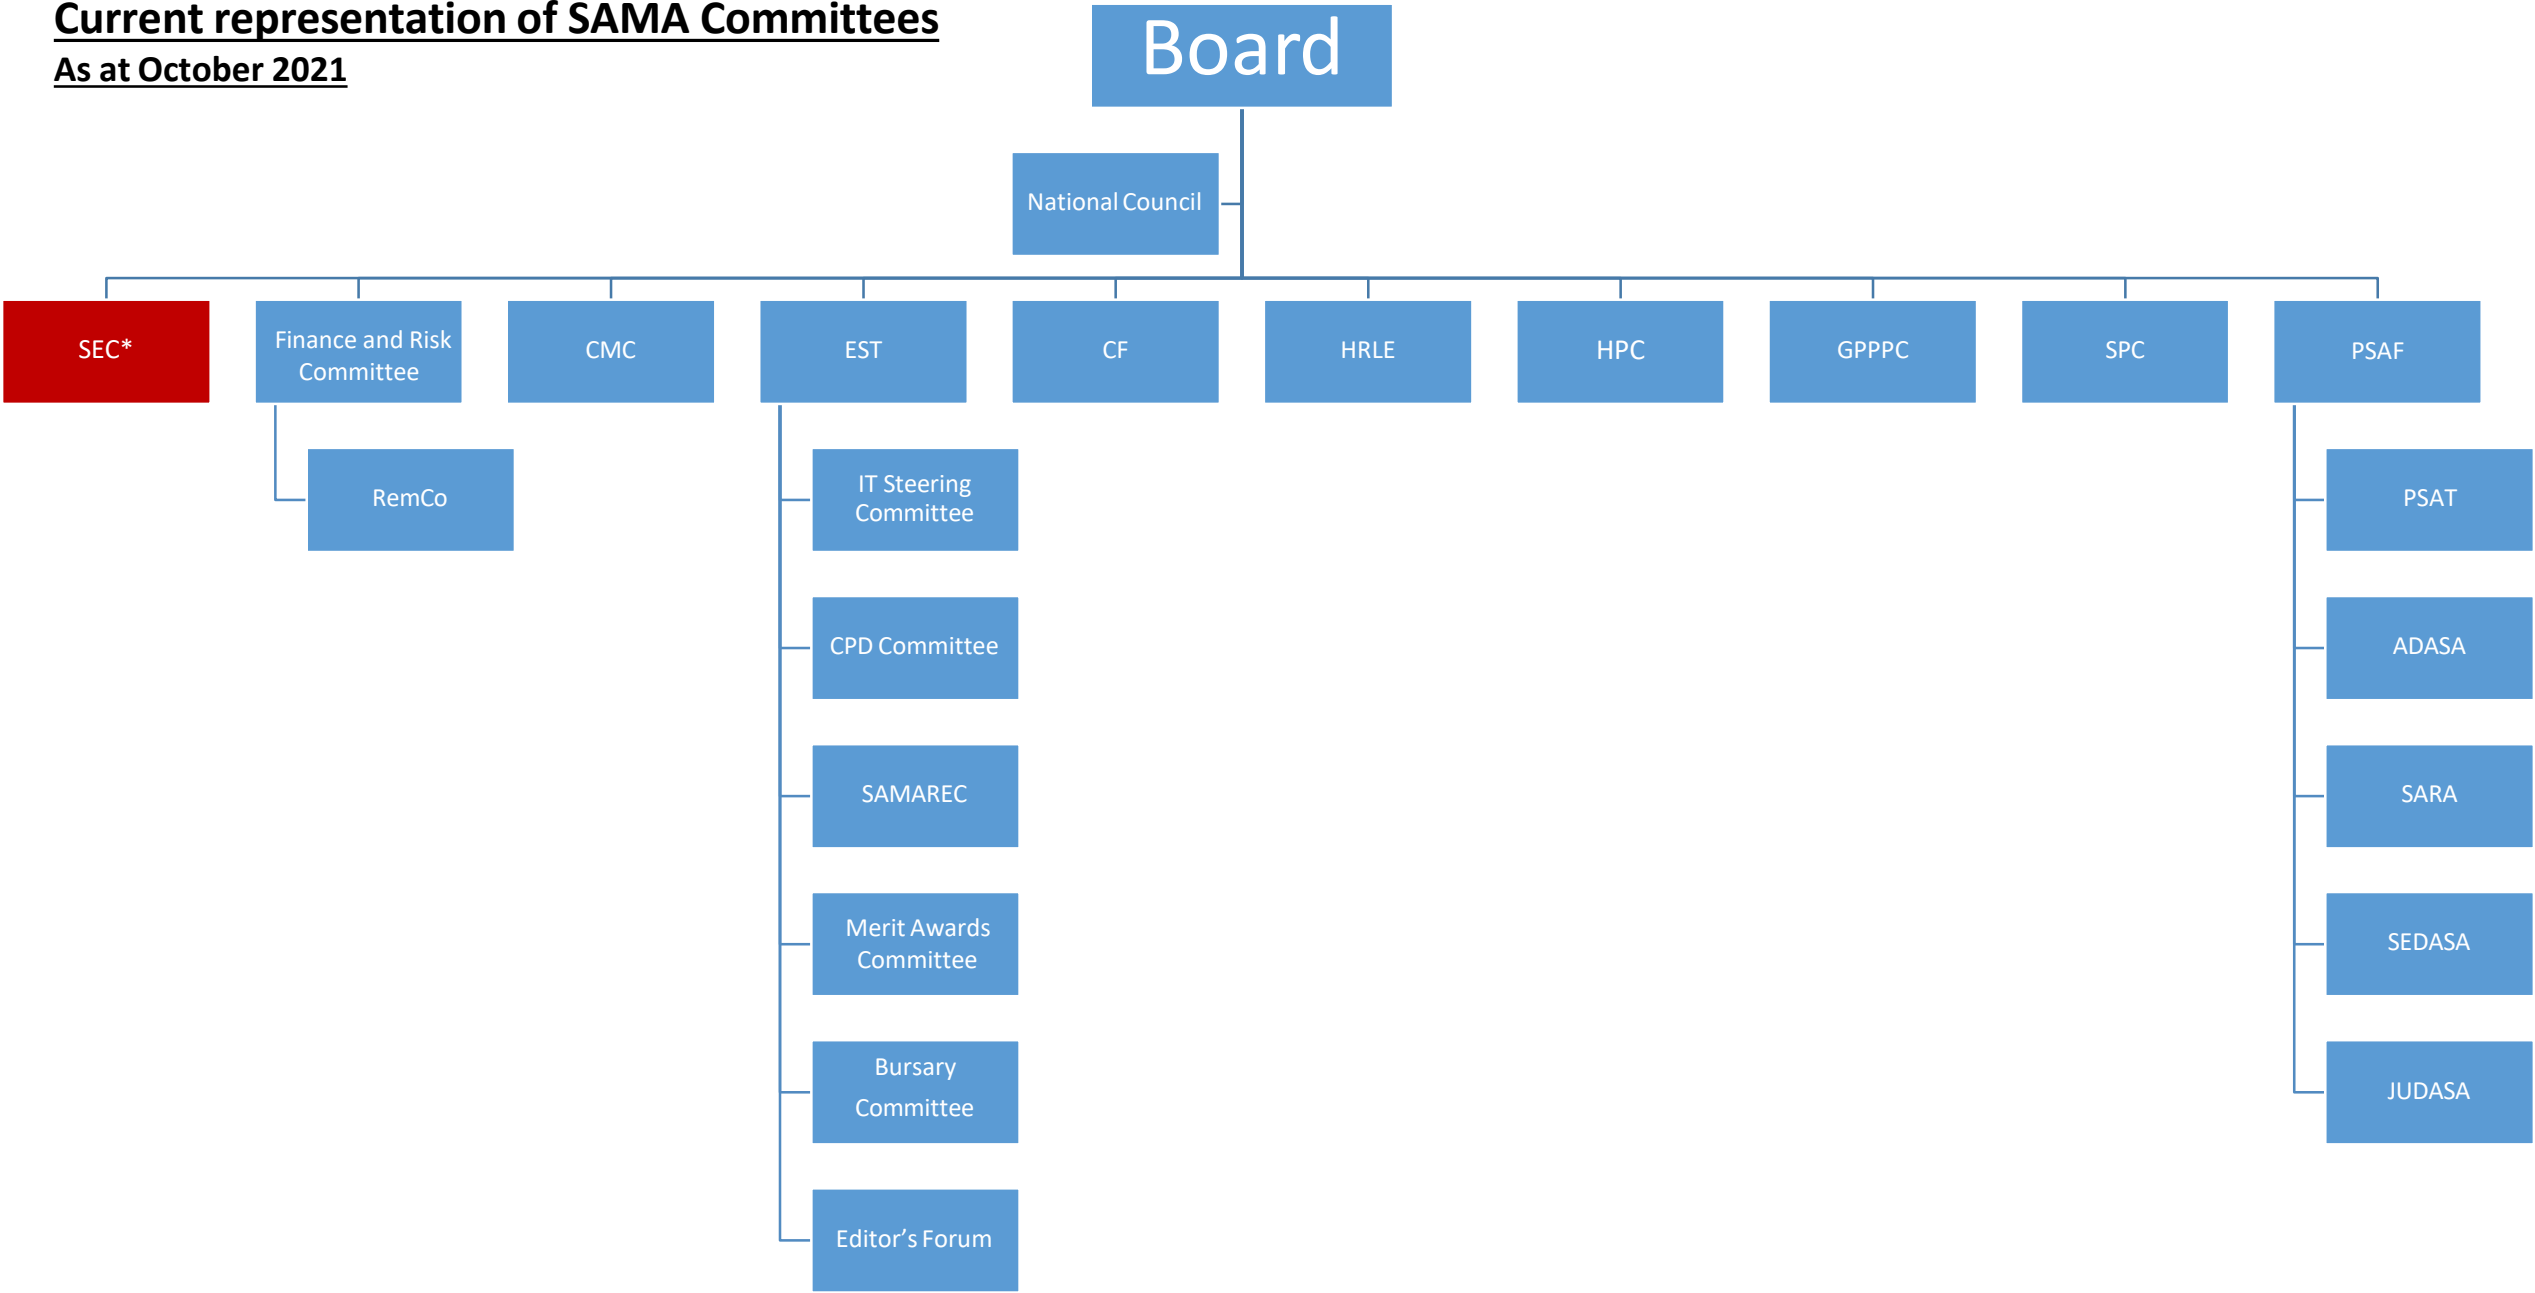 Current representation of SAMA Committees
As at October 2021
Board
National Council
SEC*
Finance and Risk
Committee
CMC
EST
CF
HRLE
HPC
GPPPC
SPC
PSAF
RemCo
IT Steering
Committee
PSAT
CPD Committee
ADASA
SAMAREC
SARA
Merit Awards
Committee
SEDASA
Bursary
Committee
JUDASA
Editor’s Forum